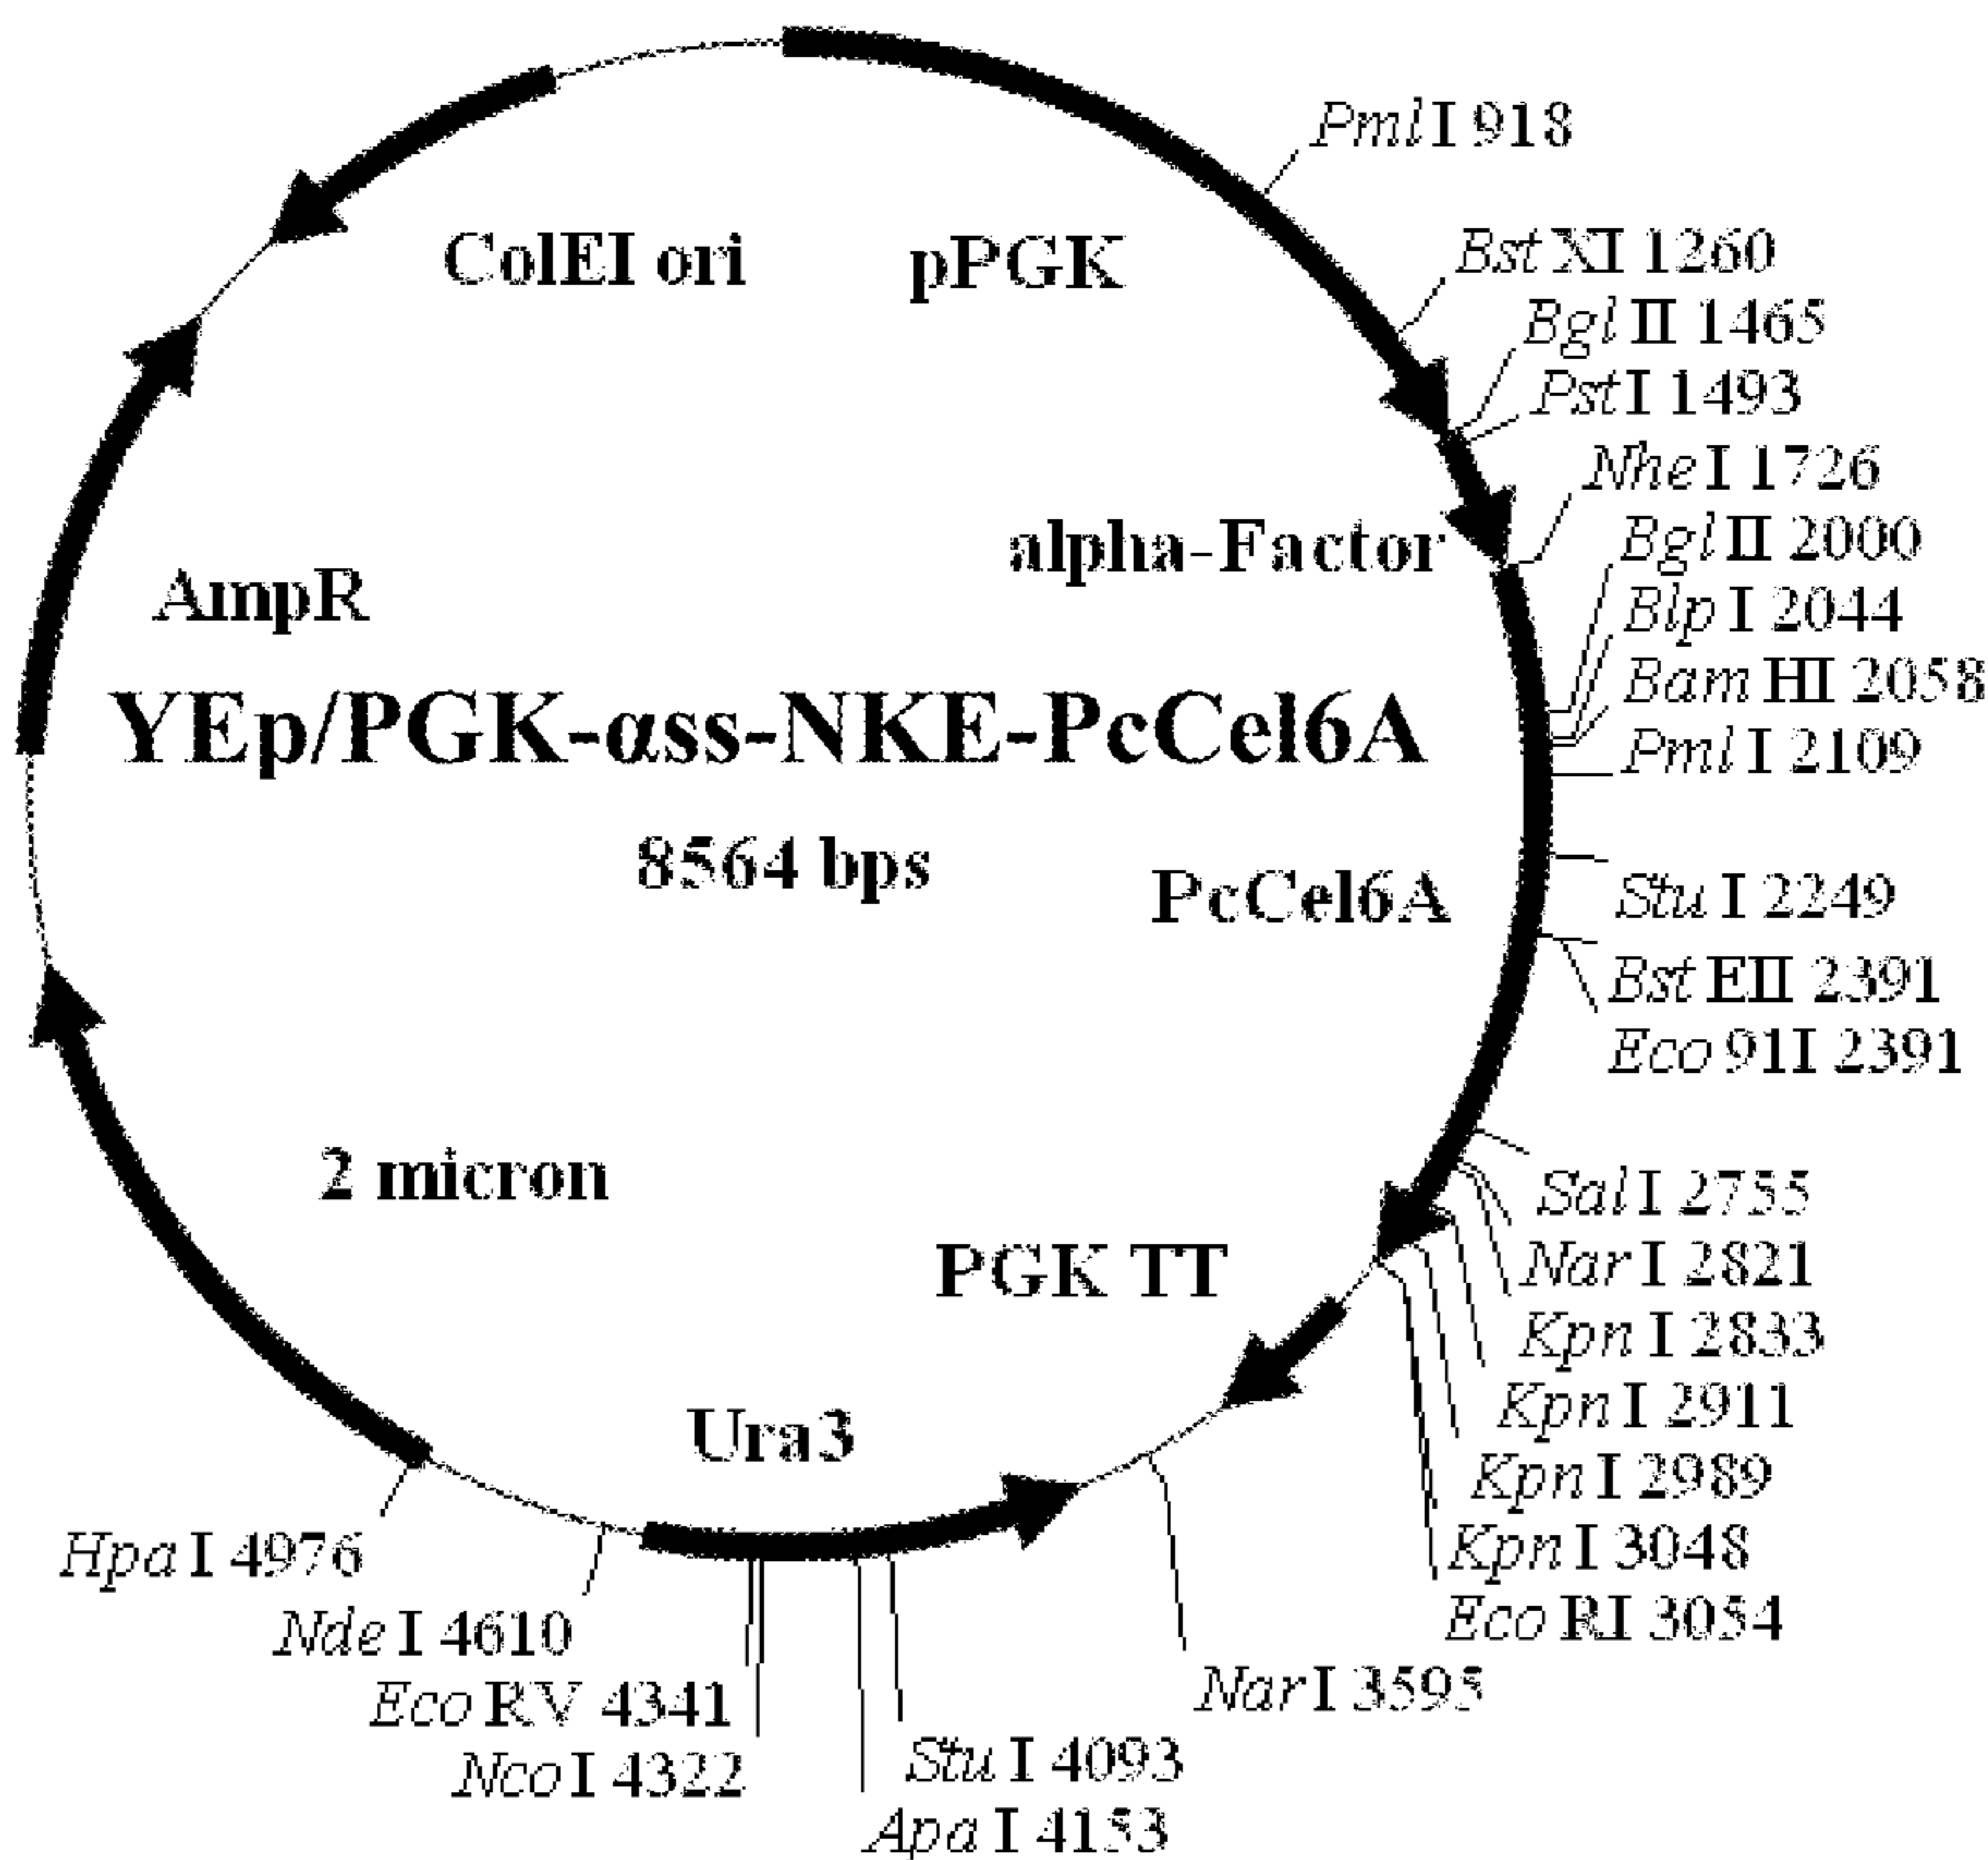 PmlI 918
BstXI 1260
BglII 1465
PstI 1493
NheI 1726
BglII 2000
BlpI 2044
BamHI 2058
PmlI 2109
StuI 2249
BstEII 2391
Eco91I 2391
SalI 2755
NarI 2821
KpnI 2833
KpnI 2911
KpnI 2989
KpnI 3048
EcoRI 3054
NarI 3595
StuI 4093
ApaI 4153
NcoI 4322
EcoRV 4341
NdeI 4610
HpaI 4976
ColEI ori
pPGK
alpha-Factor
AmpR
YEp/PGK-αss-NKE-PcCel6A
8564 bps
PcCel6A
2 micron
PGK TT
Ura3